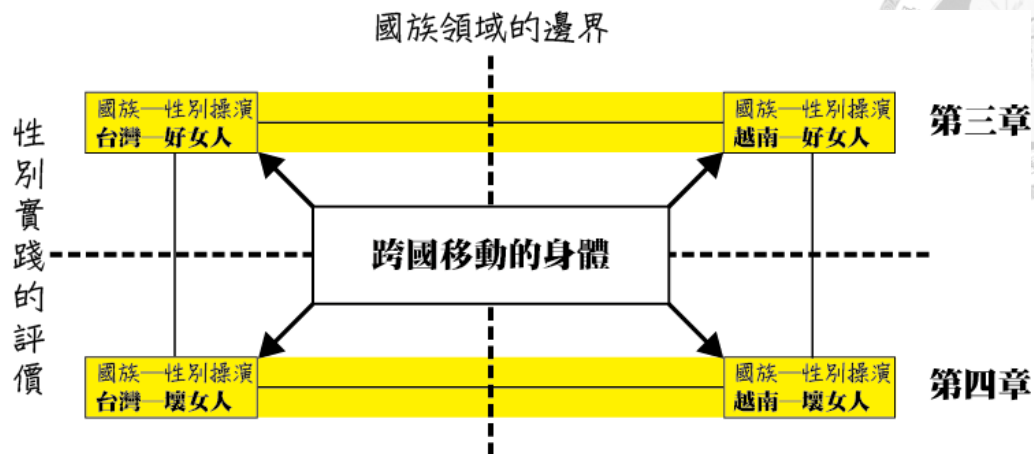 國族領域的邊界
國族—性別操演
台灣—好女人
國族—性別操演
越南—好女人
第三章
性別實踐的評價
跨國移動的身體
國族—性別操演
台灣—壞女人
國族—性別操演
越南—壞女人
第四章